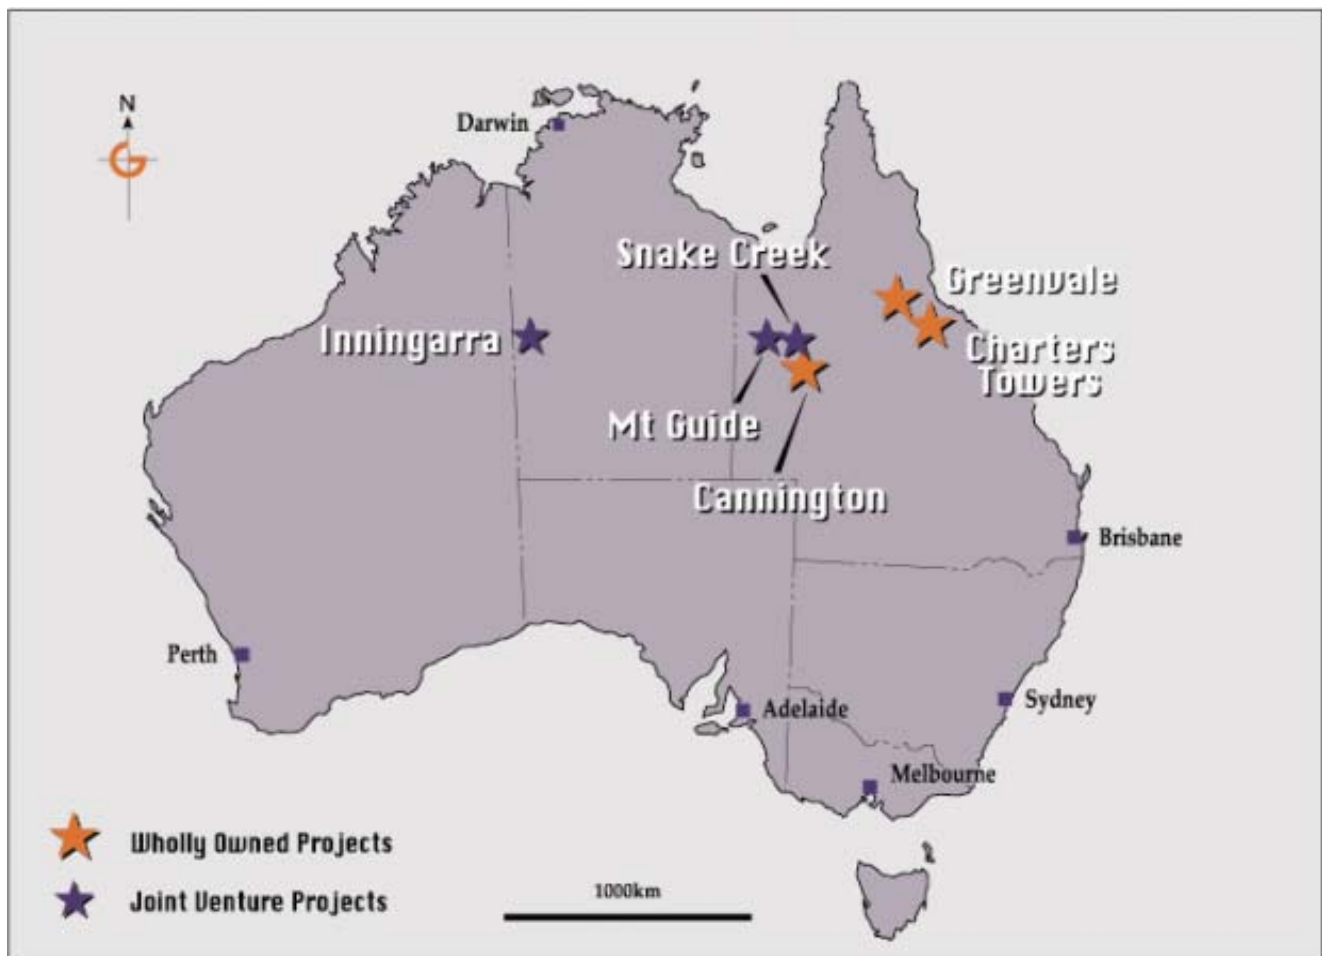 N
Darwin
Snake Creek
Greenvale
Inningarra
Charters
Towers
Mt Guide
Cannington
Brisbane
Perth
Adelaide
Sydney
Melbourne
Wholly Owned Projects
Joint Venture Projects
1000km